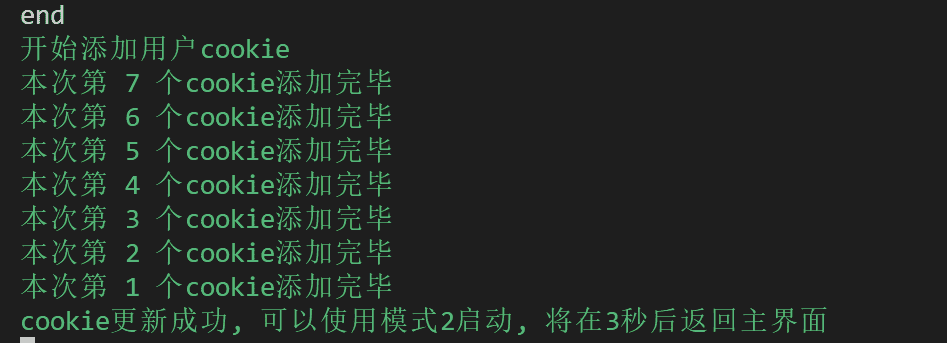 end
开始添加用户cookie
本次第 7 个cookie添加完毕
本次第 6 个cookie添加完毕
本次第 5 个cookie添加完毕
本次第 4 个cookie添加完毕
本次第 3 个cookie添加完毕
本次第 2 个cookie添加完毕
本次第 1 个cookie添加完毕
cookie更新成功, 可以使用模式2启动, 将在3秒后返回主界面